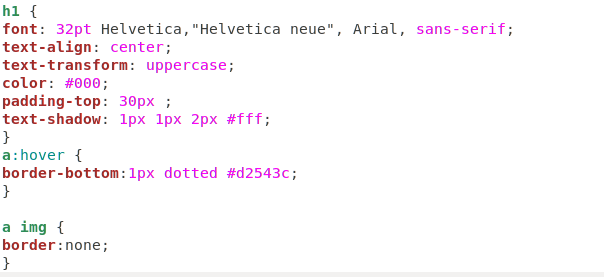 h1 {
font: 32pt Helvetica,"Helvetica neue", Arial, sans-serif;
text-align: center;
text-transform: uppercase;
color: #000;
padding-top: 30px ;
text-shadow: 1px 1px 2px #fff;
}
a:hover {
border-bottom:1px dotted #d2543c;
}
a img {
border:none;
}